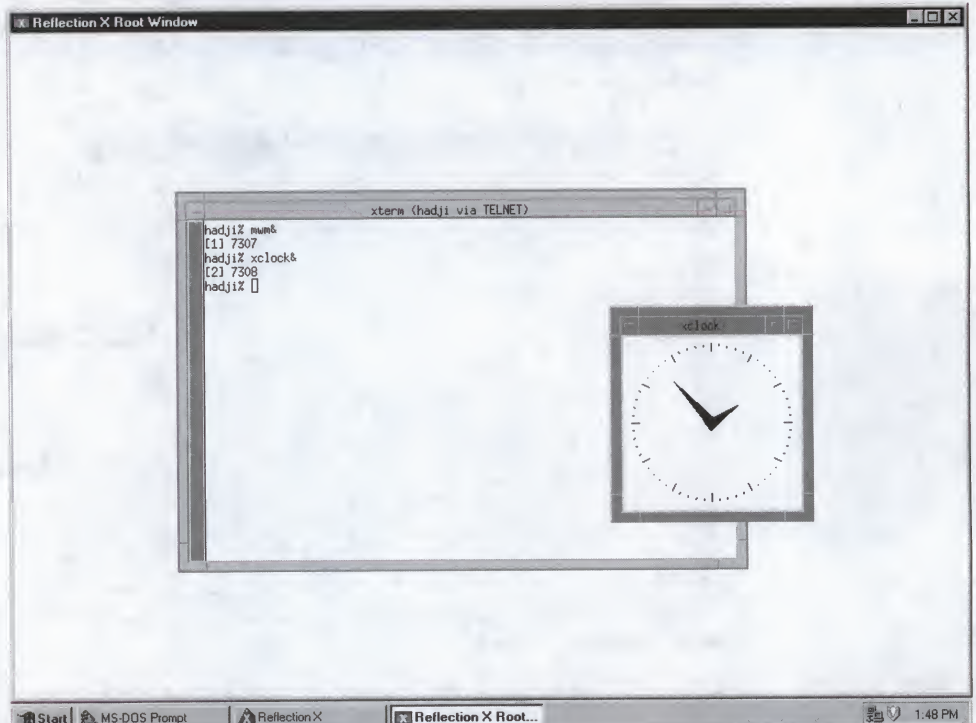 Reflection X Root Window
xterm (hadji via TELNET)
hadji% mwm&
[1] 7307
hadji% xclock&
[2] 7308
hadji% 
xclock
Start
MS-DOS Prompt
Reflection X
Reflection X Root...
1:48 PM